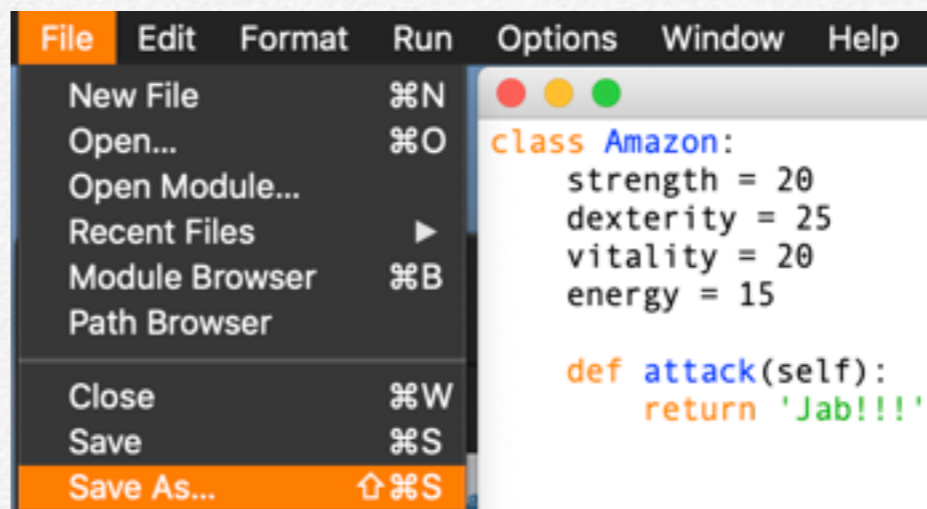 File Edit Format Run Options Window Help
New File ⌘N
Open... ⌘O
Open Module...
Recent Files ▶
Module Browser ⌘B
Path Browser
Close ⌘W
Save ⌘S
Save As... ⇧⌘S
class Amazon:
    strength = 20
    dexterity = 25
    vitality = 20
    energy = 15

    def attack(self):
        return 'Jab!!!'